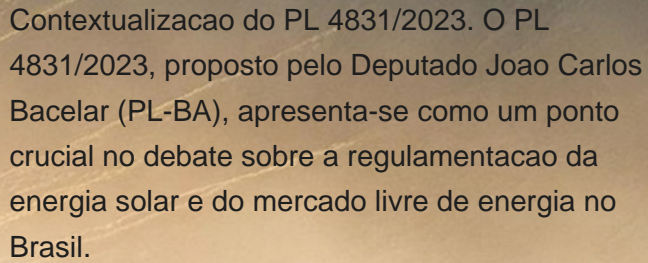 Contextualizacao do PL 4831/2023. O PL
4831/2023, proposto pelo Deputado Joao Carlos
Bacelar (PL-BA), apresenta-se como um ponto
crucial no debate sobre a regulamentacao da
energia solar e do mercado livre de energia no
Brasil.